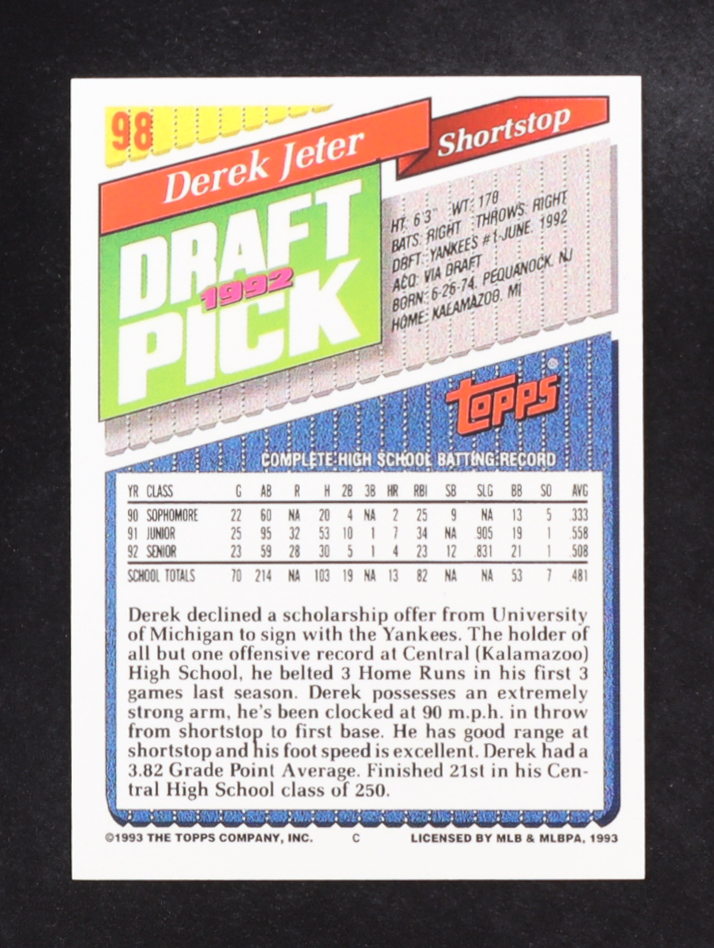 98
Derek Jeter
Shortstop
DRAFT
1992
PICK
HT: 6'3" WT: 170
BATS: RIGHT THROWS: RIGHT
DRFT: YANKEES #1-JUNE, 1992
ACQ: VIA DRAFT
BORN: 6-26-74, PEQUANOCK, NJ
HOME: KALAMAZOO, MI
topps®
COMPLETE HIGH SCHOOL BATTING RECORD
YR CLASS G AB R H 2B 3B HR RBI SB SLG BB SO AVG
90 SOPHOMORE 22 60 NA 20 4 NA 2 25 9 NA 13 5 .333
91 JUNIOR 25 95 32 53 10 1 7 34 NA .905 19 1 .558
92 SENIOR 23 59 28 30 5 1 4 23 12 .831 21 1 .508
SCHOOL TOTALS 70 214 NA 103 19 NA 13 82 NA NA 53 7 .481
Derek declined a scholarship offer from University
of Michigan to sign with the Yankees. The holder of
all but one offensive record at Central (Kalamazoo)
High School, he belted 3 Home Runs in his first 3
games last season. Derek possesses an extremely
strong arm, he's been clocked at 90 m.p.h. in throw
from shortstop to first base. He has good range at
shortstop and his foot speed is excellent. Derek had a
3.82 Grade Point Average. Finished 21st in his Cen-
tral High School class of 250.
©1993 THE TOPPS COMPANY, INC. C LICENSED BY MLB & MLBPA, 1993